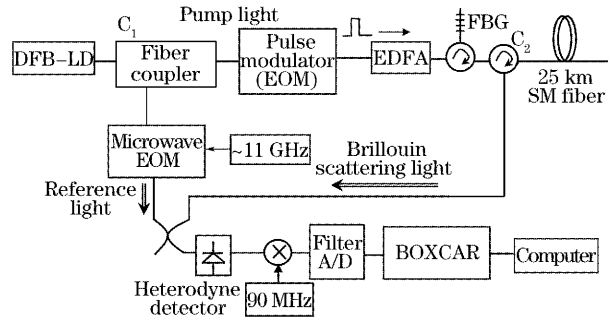 Pump light
C1
FBG
C2
DFB-LD
Fiber
coupler
Pulse
modulator
(EOM)
EDFA
25 km
SM fiber
Microwave
EOM
~11 GHz
Brillouin
scattering light
Reference
light
Heterodyne
detector
90 MHz
Filter
A/D
BOXCAR
Computer